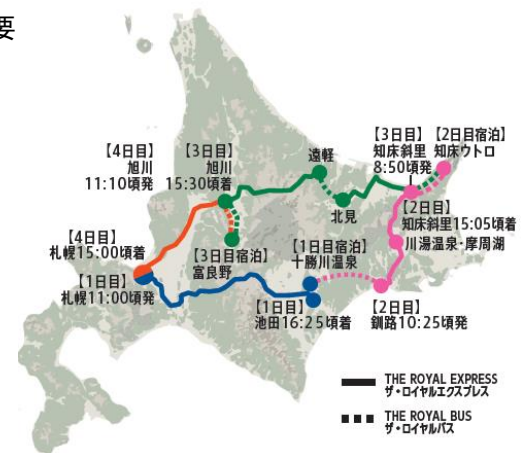 要
【4日目】
旭川
11:10頃発
【3日目】
旭川
15:30頃着
遠軽
北見
【3日目】
知床斜里
8:50頃発
【2日目宿泊】
知床ウトロ
【2日目】
知床斜里15:05頃着
川湯温泉・摩周湖
【4日目】
札幌15:00頃着
【1日目】
札幌11:00頃発
【3日目宿泊】
富良野
【1日目宿泊】
十勝川温泉
【1日目】
池田16:25頃着
【2日目】
釧路10:25頃発
THE ROYAL EXPRESS
ザ・ロイヤルエクスプレス
THE ROYAL BUS
ザ・ロイヤルバス